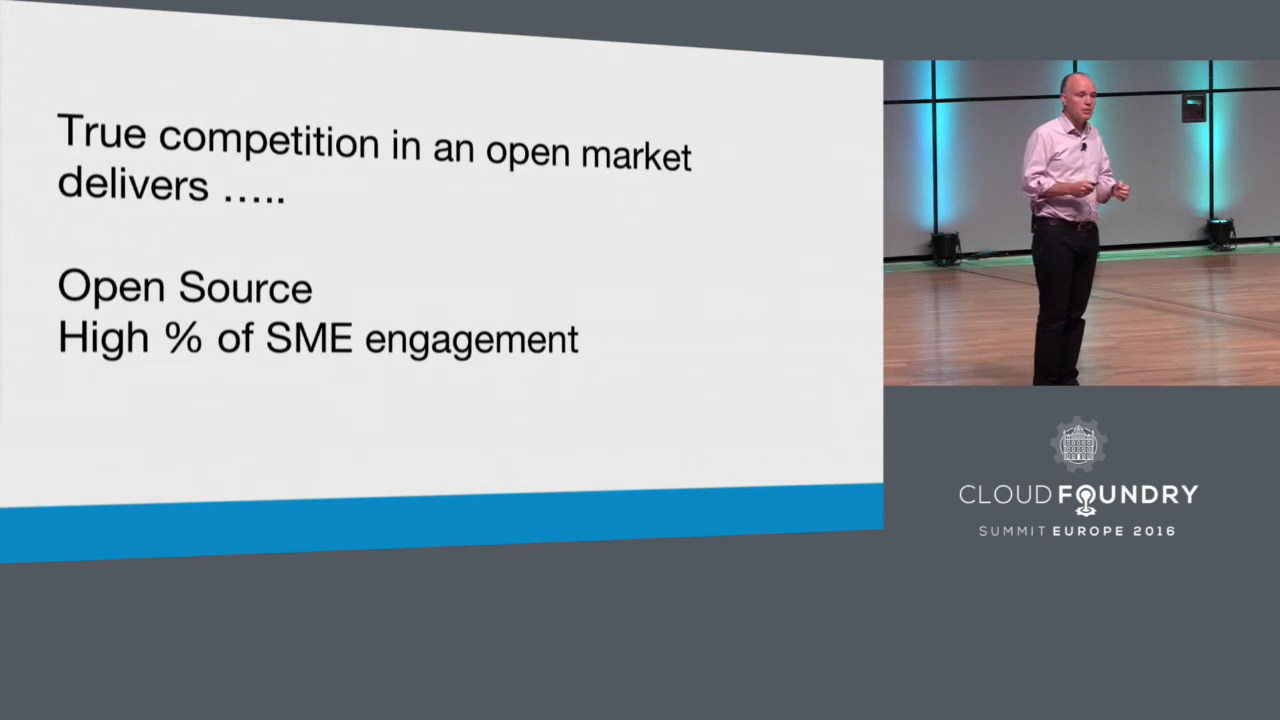 True competition in an open market
delivers .....
Open Source
High % of SME engagement
CLOUD FOUNDRY
SUMMIT EUROPE 2016